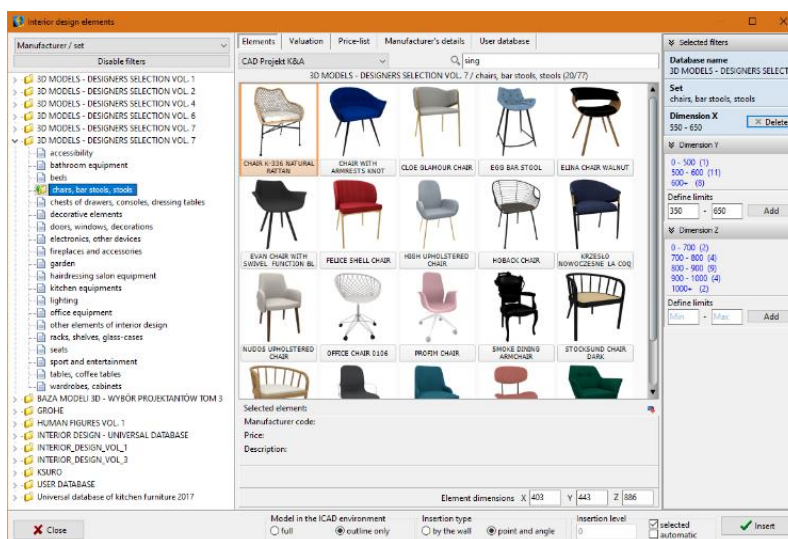 Interior design elements
Manufacturer / set
Disable filters
3D MODELS - DESIGNERS SELECTION VOL. 1
3D MODELS - DESIGNERS SELECTION VOL. 2
3D MODELS - DESIGNERS SELECTION VOL. 4
3D MODELS - DESIGNERS SELECTION VOL. 6
3D MODELS - DESIGNERS SELECTION VOL. 7
3D MODELS - DESIGNERS SELECTION VOL. 7
accessibility
bathroom equipment
beds
chairs, bar stools, stools
chests of drawers, consoles, dressing tables
decorative elements
doors, windows, decorations
electronics, other devices
fireplaces and accessories
garden
hairdressing salon equipment
kitchen equipments
lighting
office equipment
other elements of interior design
racks, shelves, glass-cases
seats
sport and entertainment
tables, coffee tables
wardrobes, cabinets
BAZA MODELI 3D - WYBÓR PROJEKTANTÓW TOM 3
GROHE
HUMAN FIGURES VOL. 1
INTERIOR DESIGN - UNIVERSAL DATABASE
INTERIOR_DESIGN_VOL_1
INTERIOR_DESIGN_VOL_3
KSURO
USER DATABASE
Universal database of kitchen furniture 2017
Close
Elements Valuation Price-list Manufacturer's details User database
CAD Projekt K&A
sing
3D MODELS - DESIGNERS SELECTION VOL. 7 / chairs, bar stools, stools (20/77)
CHAIR K-336 NATURAL
RATTAN
CHAIR WITH
ARMRESTS KNOT
CLOE GLAMOUR CHAIR
EGG BAR STOOL
ELINA CHAIR WALNUT
EVAN CHAIR WITH
SWIVEL FUNCTION BL
FELICE SHELL CHAIR
HIGH UPHOLSTERED
CHAIR
HOBACK CHAIR
KRZESŁO
NOWOCZESNE LA COQ
NUDOS UPHOLSTERED
CHAIR
OFFICE CHAIR 0106
PROFIM CHAIR
SMOKE DINING
ARMCHAIR
STOCKSUND CHAIR
DARK
Selected element:
Manufacturer code:
Price:
Description:
Element dimensions X 403 Y 443 Z 886
Model in the ICAD environment
full outline only
Insertion type
by the wall point and angle
Insertion level
0
selected
automatic
Insert
Selected filters
Database name
3D MODELS - DESIGNERS SELECT
Set
chairs, bar stools, stools
Dimension X
550 - 650
Delete
Dimension Y
0 - 500 (1)
500 - 600 (11)
600+ (8)
Define limits
350 - 650 Add
Dimension Z
0 - 700 (2)
700 - 800 (4)
800 - 900 (9)
900 - 1000 (4)
1000+ (2)
Define limits
Min - Max Add